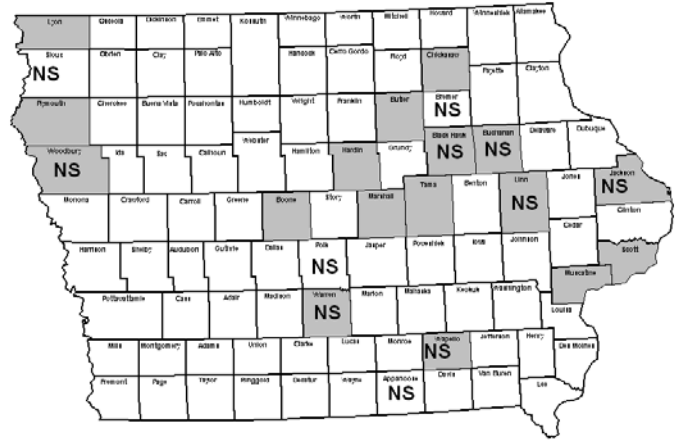 Lyon Osceola Dickinson Emmet Kossuth Winnebago Worth Mitchell Howard Winneshiek Allamakee
Sioux Obrien Clay Palo Alto Hancock Cerro Gordo Floyd Chickasaw
NS
Fayette Clayton
Plymouth Cherokee Buena Vista Pocahontas Humboldt Wright Franklin Butler Bremer
NS
Woodbury Ida Sac Calhoun Webster Hamilton Hardin Grundy Black Hawk Buchanan Delaware Dubuque
NS NS NS
Monona Crawford Carroll Greene Boone Story Marshall Tama Benton Linn Jones Jackson
NS NS
Clinton
Cedar
Harrison Shelby Audubon Guthrie Dallas Polk Jasper Poweshiek Iowa Johnson Scott
NS
Muscatine
Pottawattamie Cass Adair Madison Warren Marion Mahaska Keokuk Washington
NS
Louisa
Mills Montgomery Adams Union Clarke Lucas Monroe Wapello Jefferson Henry Des Moines
NS
Fremont Page Taylor Ringgold Decatur Wayne Appanoose Davis Van Buren Lee
NS